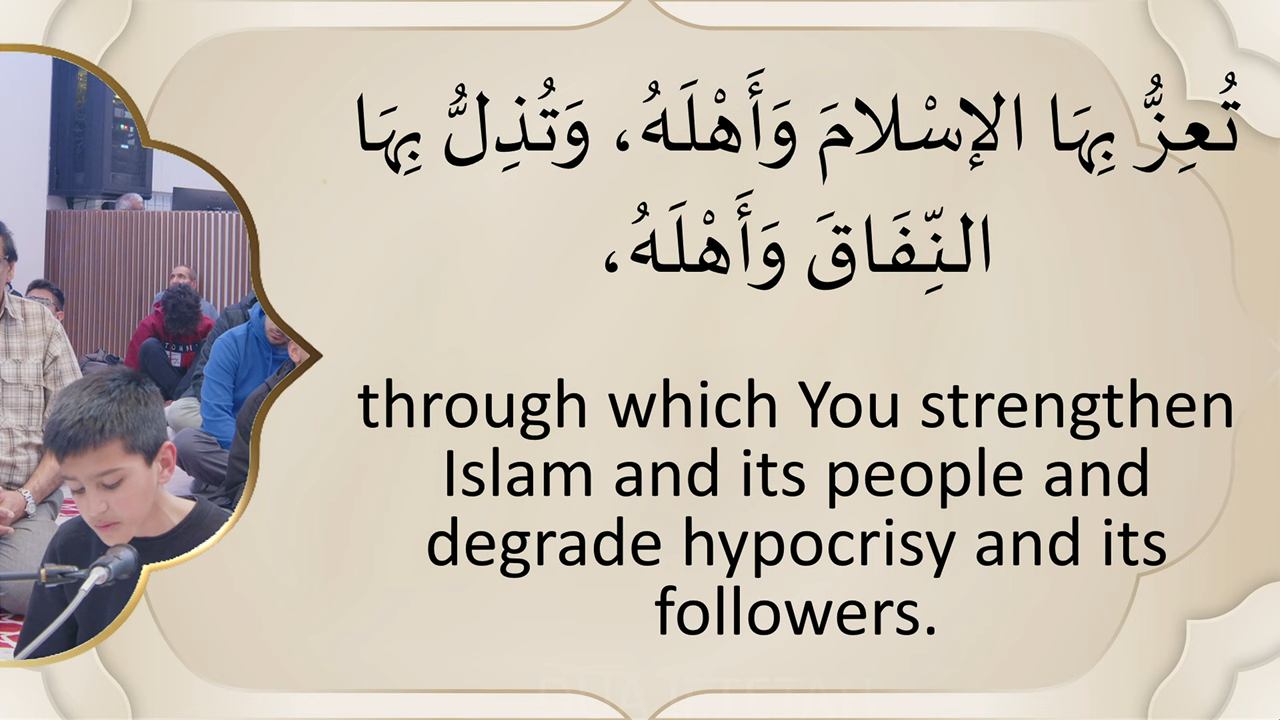 تُعِزُّ بِهَا الإِسْلامَ وَأَهْلَهُ، وَتُذِلُّ بِهَا
النِّفَاقَ وَأَهْلَهُ،
through which You strengthen
Islam and its people and
degrade hypocrisy and its
followers.